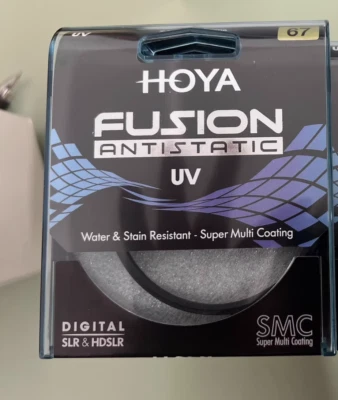 UV
67
HOYA
FUSION
ANTISTATIC
UV
Water & Stain Resistant - Super Multi Coating
DIGITAL
SLR & HDSLR
SMC
Super Multi Coating